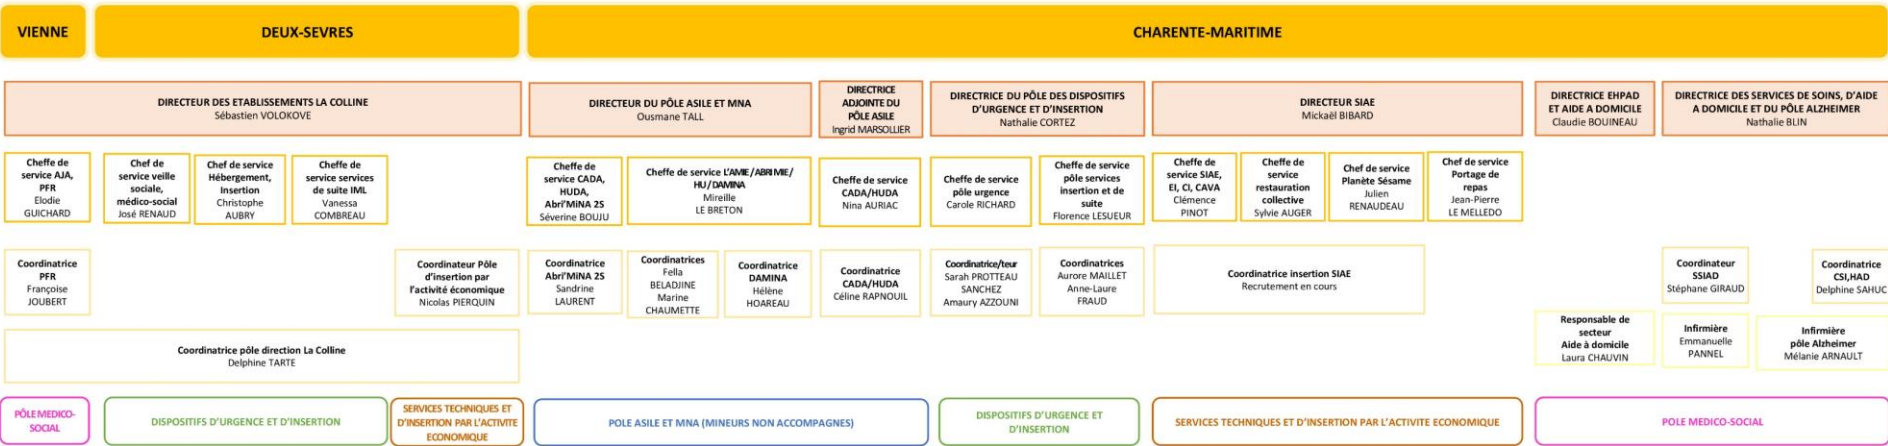 VIENNE
DEUX-SEVRES
CHARENTE-MARITIME
DIRECTEUR DES ETABLISSEMENTS LA COLLINE
Sébastien VOLOKOVE
DIRECTEUR DU PÔLE ASILE ET MNA
Ousmane TALL
DIRECTRICE
ADJOINTE DU
PÔLE ASILE
Ingrid MARSOLLIER
DIRECTRICE DU PÔLE DES DISPOSITIFS
D'URGENCE ET D'INSERTION
Nathalie CORTEZ
DIRECTEUR SIAE
Mickaël BIBARD
DIRECTRICE EHPAD
ET AIDE A DOMICILE
Claudie BOUINEAU
DIRECTRICE DES SERVICES DE SOINS, D'AIDE
A DOMICILE ET DU PÔLE ALZHEIMER
Nathalie BLIN
Cheffe de
service AJA,
PFR
Elodie
GUICHARD
Chef de
service veille
sociale,
médico-social
José RENAUD
Chef de service
Hébergement,
Insertion
Christophe
AUBRY
Cheffe de
service services
de suite IML
Vanessa
COMBREAU
Cheffe de
service CADA,
HUDA,
Abri'MiNA 2S
Séverine BOUJU
Cheffe de service L'AMIE/ABRI MIE/
HU/DAMINA
Mireille
LE BRETON
Cheffe de service
CADA/HUDA
Nina AURIAC
Cheffe de service
pôle urgence
Carole RICHARD
Cheffe de service
pôle services
insertion et de
suite
Florence LESUEUR
Cheffe de
service SIAE,
EI, CI, CAVA
Clémence
PINOT
Cheffe de
service
restauration
collective
Sylvie AUGER
Chef de service
Planète Sésame
Julien
RENAUDEAU
Chef de service
Portage de
repas
Jean-Pierre
LE MELLEDO
Coordinatrice
PFR
Françoise
JOUBERT
Coordinateur Pôle
d'insertion par
l'activité économique
Nicolas PIERQUIN
Coordinatrice
Abri'MiNA 2S
Sandrine
LAURENT
Coordinatrices
Fella
BELADJINE
Marine
CHAUMETTE
Coordinatrice
DAMINA
Hélène
HOAREAU
Coordinatrice
CADA/HUDA
Céline RAPNOUIL
Coordinatrice/teur
Sarah PROTTEAU
SANCHEZ
Amaury AZZOUNI
Coordinatrices
Aurore MAILLET
Anne-Laure
FRAUD
Coordinatrice insertion SIAE
Recrutement en cours
Coordinateur
SSIAD
Stéphane GIRAUD
Coordinatrice
CSI,HAD
Delphine SAHUC
Coordinatrice pôle direction La Colline
Delphine TARTE
Responsable de
secteur
Aide à domicile
Laura CHAUVIN
Infirmière
Emmanuelle
PANNEL
Infirmière
pôle Alzheimer
Mélanie ARNAULT
PÔLE MEDICO-
SOCIAL
DISPOSITIFS D'URGENCE ET D'INSERTION
SERVICES TECHNIQUES ET
D'INSERTION PAR L'ACTIVITE
ECONOMIQUE
POLE ASILE ET MNA (MINEURS NON ACCOMPAGNES)
DISPOSITIFS D'URGENCE ET
D'INSERTION
SERVICES TECHNIQUES ET D'INSERTION PAR L'ACTIVITE ECONOMIQUE
POLE MEDICO-SOCIAL